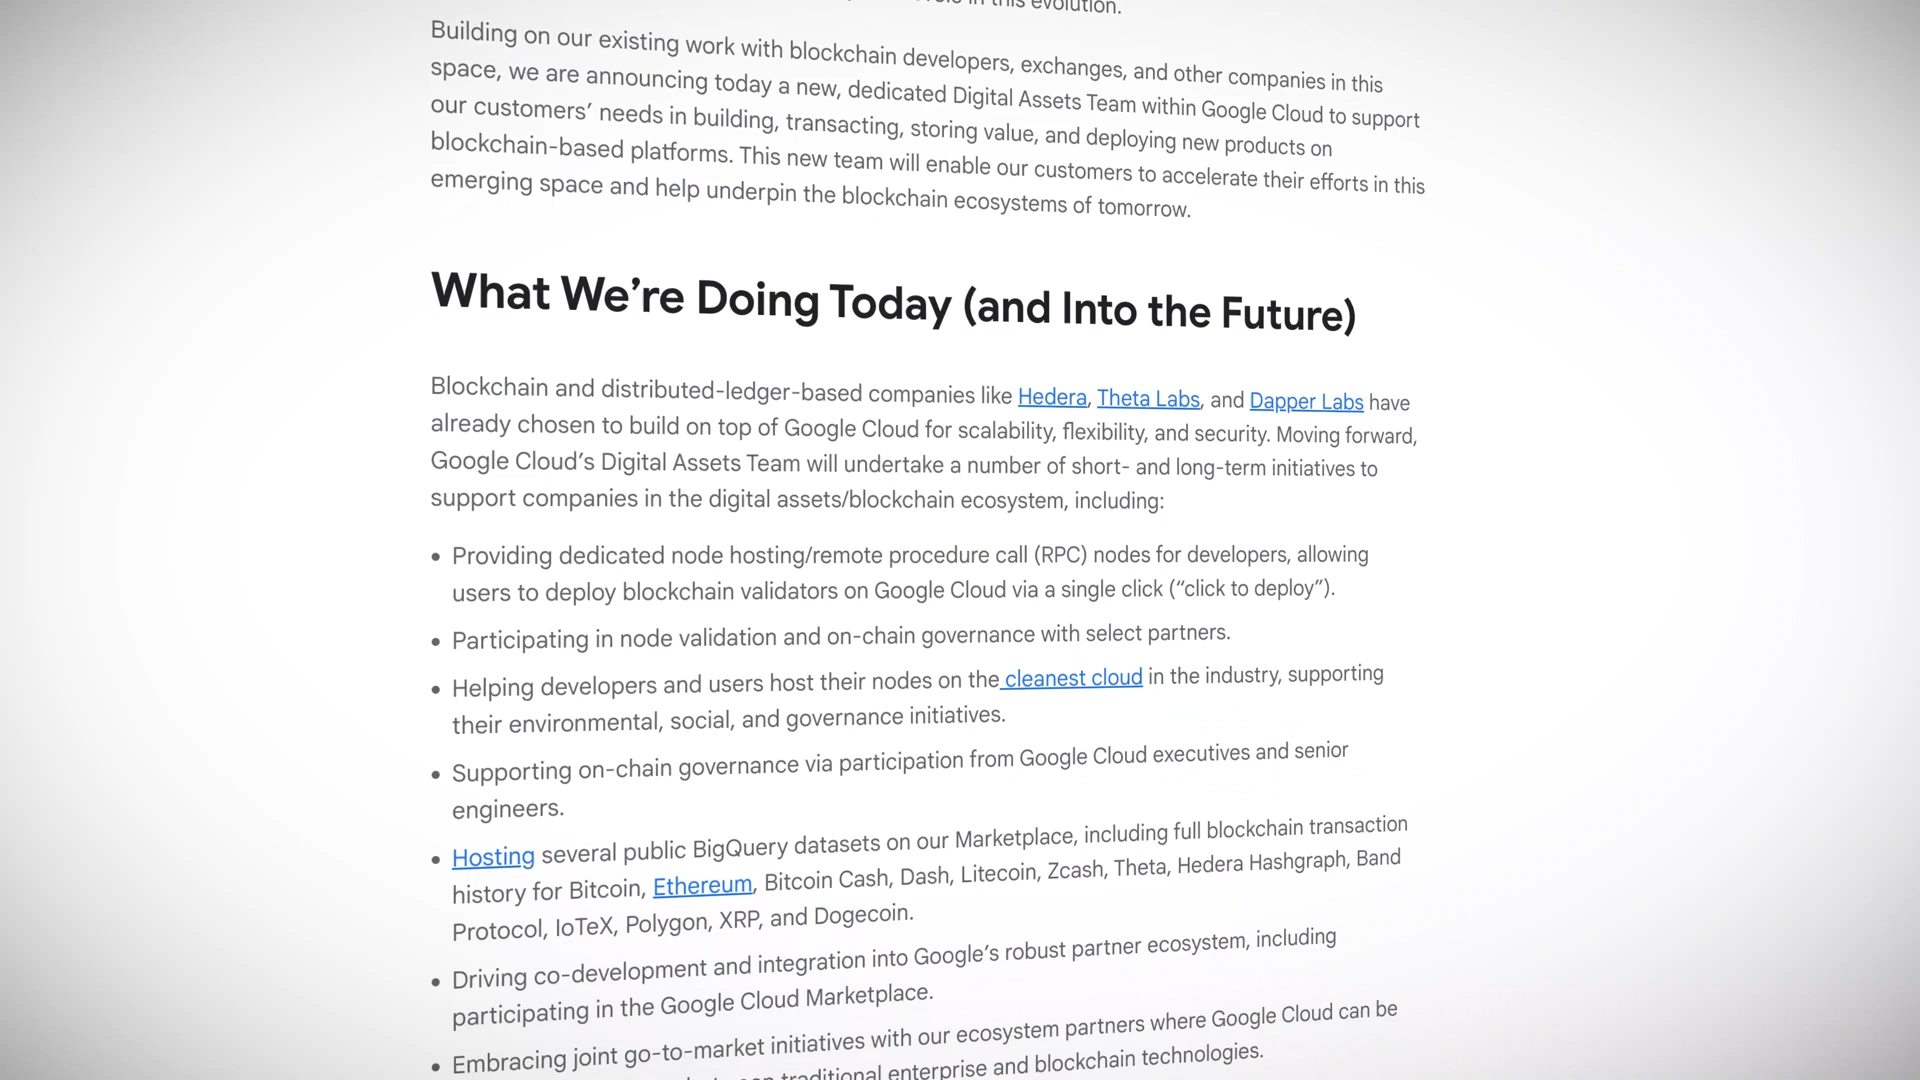 in this evolution.
Building on our existing work with blockchain developers, exchanges, and other companies in this
space, we are announcing today a new, dedicated Digital Assets Team within Google Cloud to support
our customers’ needs in building, transacting, storing value, and deploying new products on
blockchain-based platforms. This new team will enable our customers to accelerate their efforts in this
emerging space and help underpin the blockchain ecosystems of tomorrow.
What We’re Doing Today (and Into the Future)
Blockchain and distributed-ledger-based companies like Hedera, Theta Labs, and Dapper Labs have
already chosen to build on top of Google Cloud for scalability, flexibility, and security. Moving forward,
Google Cloud’s Digital Assets Team will undertake a number of short- and long-term initiatives to
support companies in the digital assets/blockchain ecosystem, including:
• Providing dedicated node hosting/remote procedure call (RPC) nodes for developers, allowing
users to deploy blockchain validators on Google Cloud via a single click (“click to deploy”).
• Participating in node validation and on-chain governance with select partners.
• Helping developers and users host their nodes on the cleanest cloud in the industry, supporting
their environmental, social, and governance initiatives.
• Supporting on-chain governance via participation from Google Cloud executives and senior
engineers.
• Hosting several public BigQuery datasets on our Marketplace, including full blockchain transaction
history for Bitcoin, Ethereum, Bitcoin Cash, Dash, Litecoin, Zcash, Theta, Hedera Hashgraph, Band
Protocol, IoTeX, Polygon, XRP, and Dogecoin.
• Driving co-development and integration into Google’s robust partner ecosystem, including
participating in the Google Cloud Marketplace.
• Embracing joint go-to-market initiatives with our ecosystem partners where Google Cloud can be
traditional enterprise and blockchain technologies.